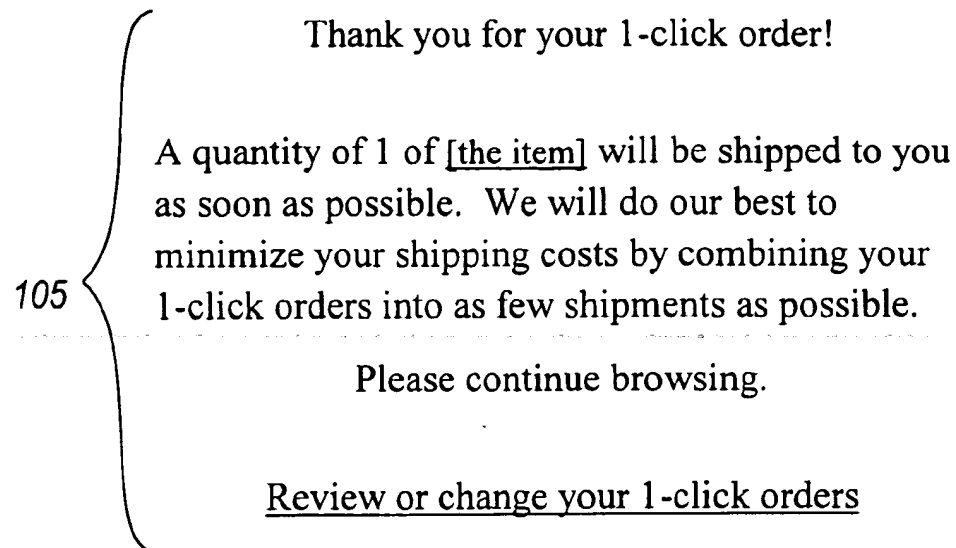 Thank you for your 1-click order!
A quantity of 1 of [the item] will be shipped to you
as soon as possible. We will do our best to
minimize your shipping costs by combining your
105
1-click orders into as few shipments as possible.
Please continue browsing.
Review or change your 1-click orders